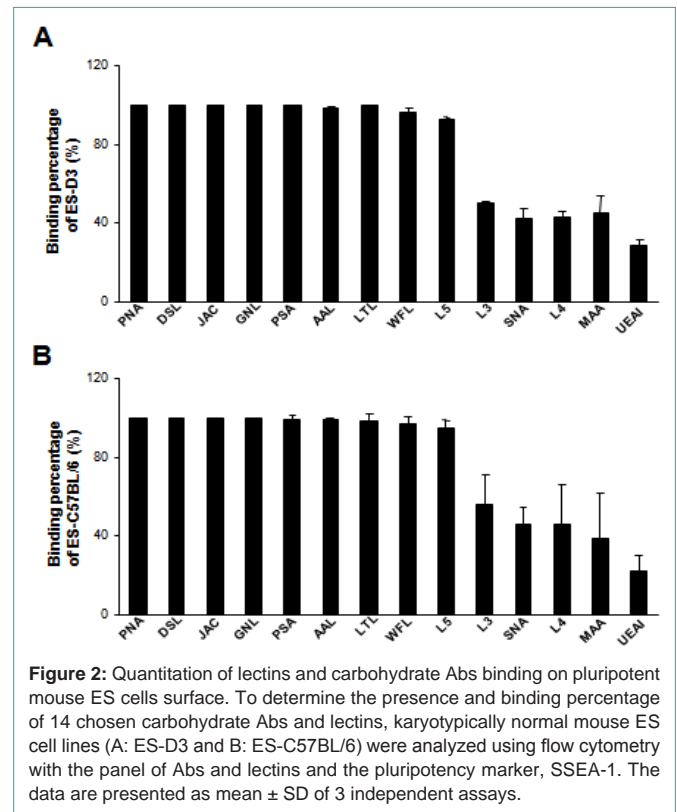 A
120
80
40
0
Binding percentage
of ES-D3 (%)
PNA
DSL
JAC
GNL
PSA
AAL
LTL
WFL
L5
L3
SNA
L4
MAA
UEAI
B
120
80
40
0
Binding percentage
of ES-C57BL/6 (%)
PNA
DSL
JAC
GNL
PSA
AAL
LTL
WFL
L5
L3
SNA
L4
MAA
UEAI
Figure 2: Quantitation of lectins and carbohydrate Abs binding on pluripotent
mouse ES cells surface. To determine the presence and binding percentage
of 14 chosen carbohydrate Abs and lectins, karyotypically normal mouse ES
cell lines (A: ES-D3 and B: ES-C57BL/6) were analyzed using flow cytometry
with the panel of Abs and lectins and the pluripotency marker, SSEA-1. The
data are presented as mean ± SD of 3 independent assays.